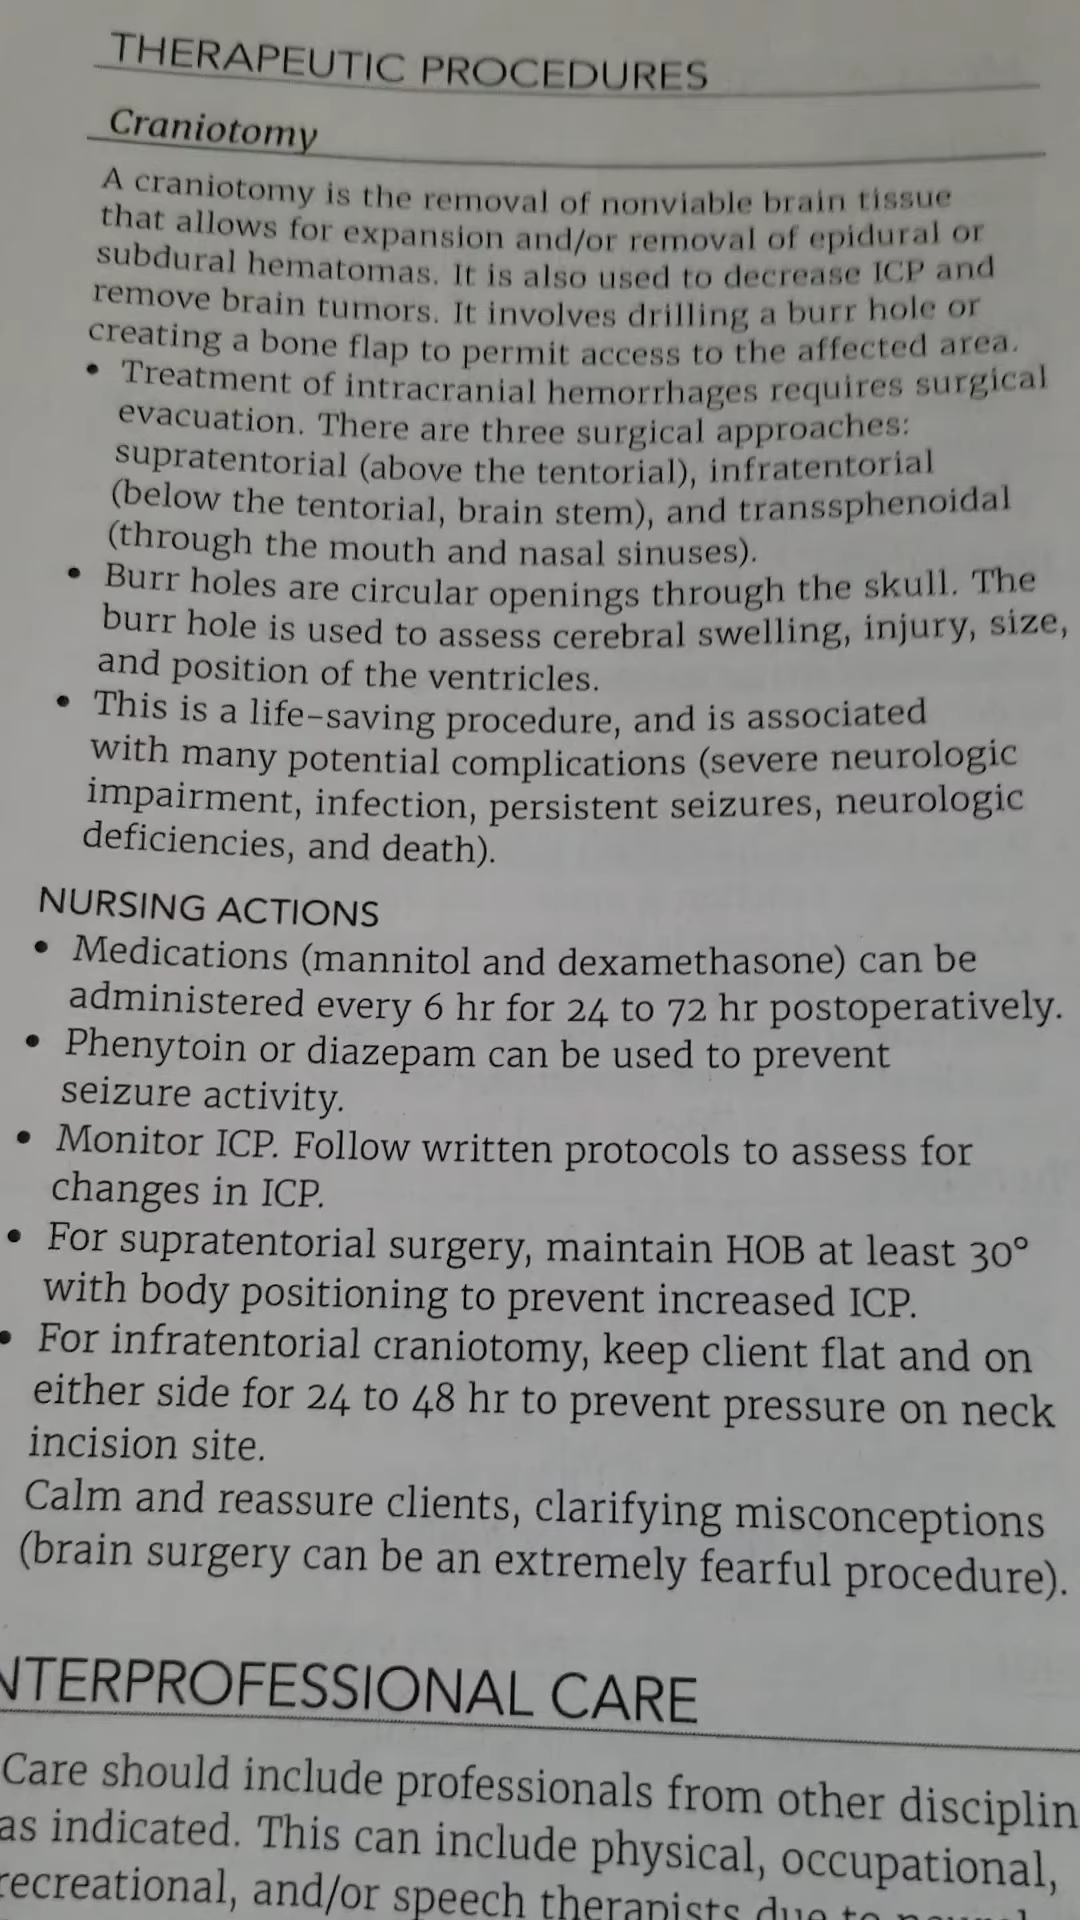 THERAPEUTIC PROCEDURES
Craniotomy
A craniotomy is the removal of nonviable brain tissue
that allows for expansion and/or removal of epidural or
subdural hematomas. It is also used to decrease ICP and
remove brain tumors. It involves drilling a burr hole or
creating a bone flap to permit access to the affected area.
• Treatment of intracranial hemorrhages requires surgical
evacuation. There are three surgical approaches:
supratentorial (above the tentorial), infratentorial
(below the tentorial, brain stem), and transsphenoidal
(through the mouth and nasal sinuses).
• Burr holes are circular openings through the skull. The
burr hole is used to assess cerebral swelling, injury, size,
and position of the ventricles.
• This is a life-saving procedure, and is associated
with many potential complications (severe neurologic
impairment, infection, persistent seizures, neurologic
deficiencies, and death).
NURSING ACTIONS
• Medications (mannitol and dexamethasone) can be
administered every 6 hr for 24 to 72 hr postoperatively.
• Phenytoin or diazepam can be used to prevent
seizure activity.
• Monitor ICP. Follow written protocols to assess for
changes in ICP.
• For supratentorial surgery, maintain HOB at least 30°
with body positioning to prevent increased ICP.
• For infratentorial craniotomy, keep client flat and on
either side for 24 to 48 hr to prevent pressure on neck
incision site.
Calm and reassure clients, clarifying misconceptions
(brain surgery can be an extremely fearful procedure).
NTERPROFESSIONAL CARE
Care should include professionals from other disciplin
as indicated. This can include physical, occupational,
recreational, and/or speech therapists due to